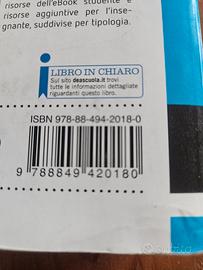 risorse dell'eBook studente e
risorse aggiuntive per l'inse-
gnante, suddivise per tipologia.
i LIBRO IN CHIARO
Sul sito deascuola.it trovi
tutte le informazioni dettagliate
riguardanti questo libro.
ISBN 978-88-494-2018-0
9 788849 420180